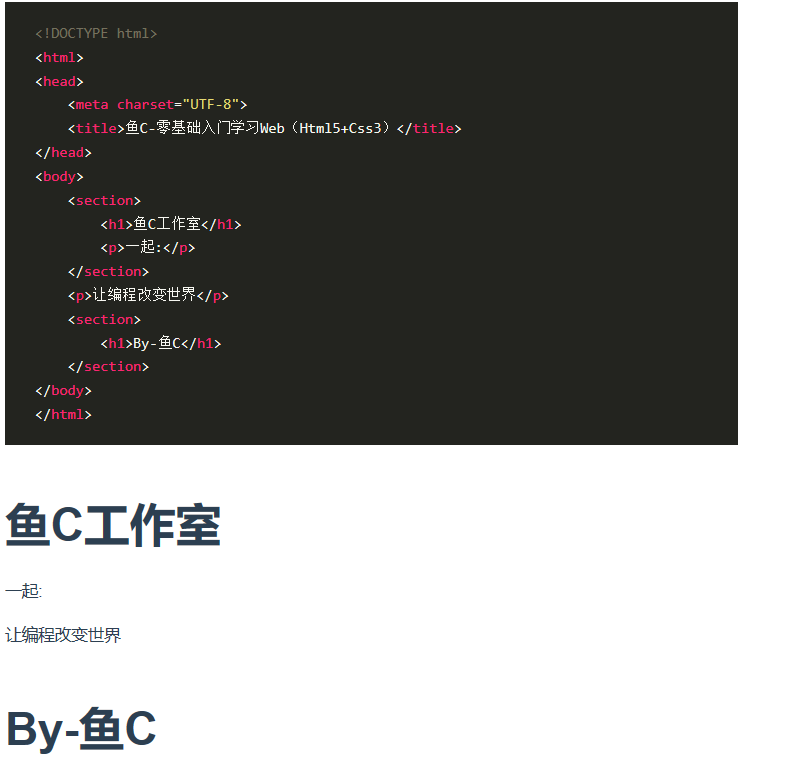 <!DOCTYPE html>
<html>
<head>
    <meta charset="UTF-8">
    <title>鱼C-零基础入门学习Web（Html5+Css3）</title>
</head>
<body>
    <section>
        <h1>鱼C工作室</h1>
        <p>一起:</p>
    </section>
    <p>让编程改变世界</p>
    <section>
        <h1>By-鱼C</h1>
    </section>
</body>
</html>
鱼C工作室
一起:
让编程改变世界
By-鱼C